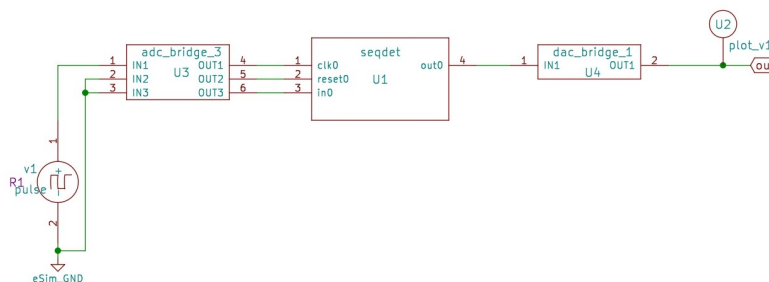 U2
plot_v1
adc_bridge_3
U3
1 IN1 OUT1 4
2 IN2 OUT2 5
3 IN3 OUT3 6
seqdet
U1
1 clk0 out0 4
2 reset0
3 in0
dac_bridge_1
U4
1 IN1 OUT1 2
ou
1
v1
R1
pulse
+
-
2
eSim_GND